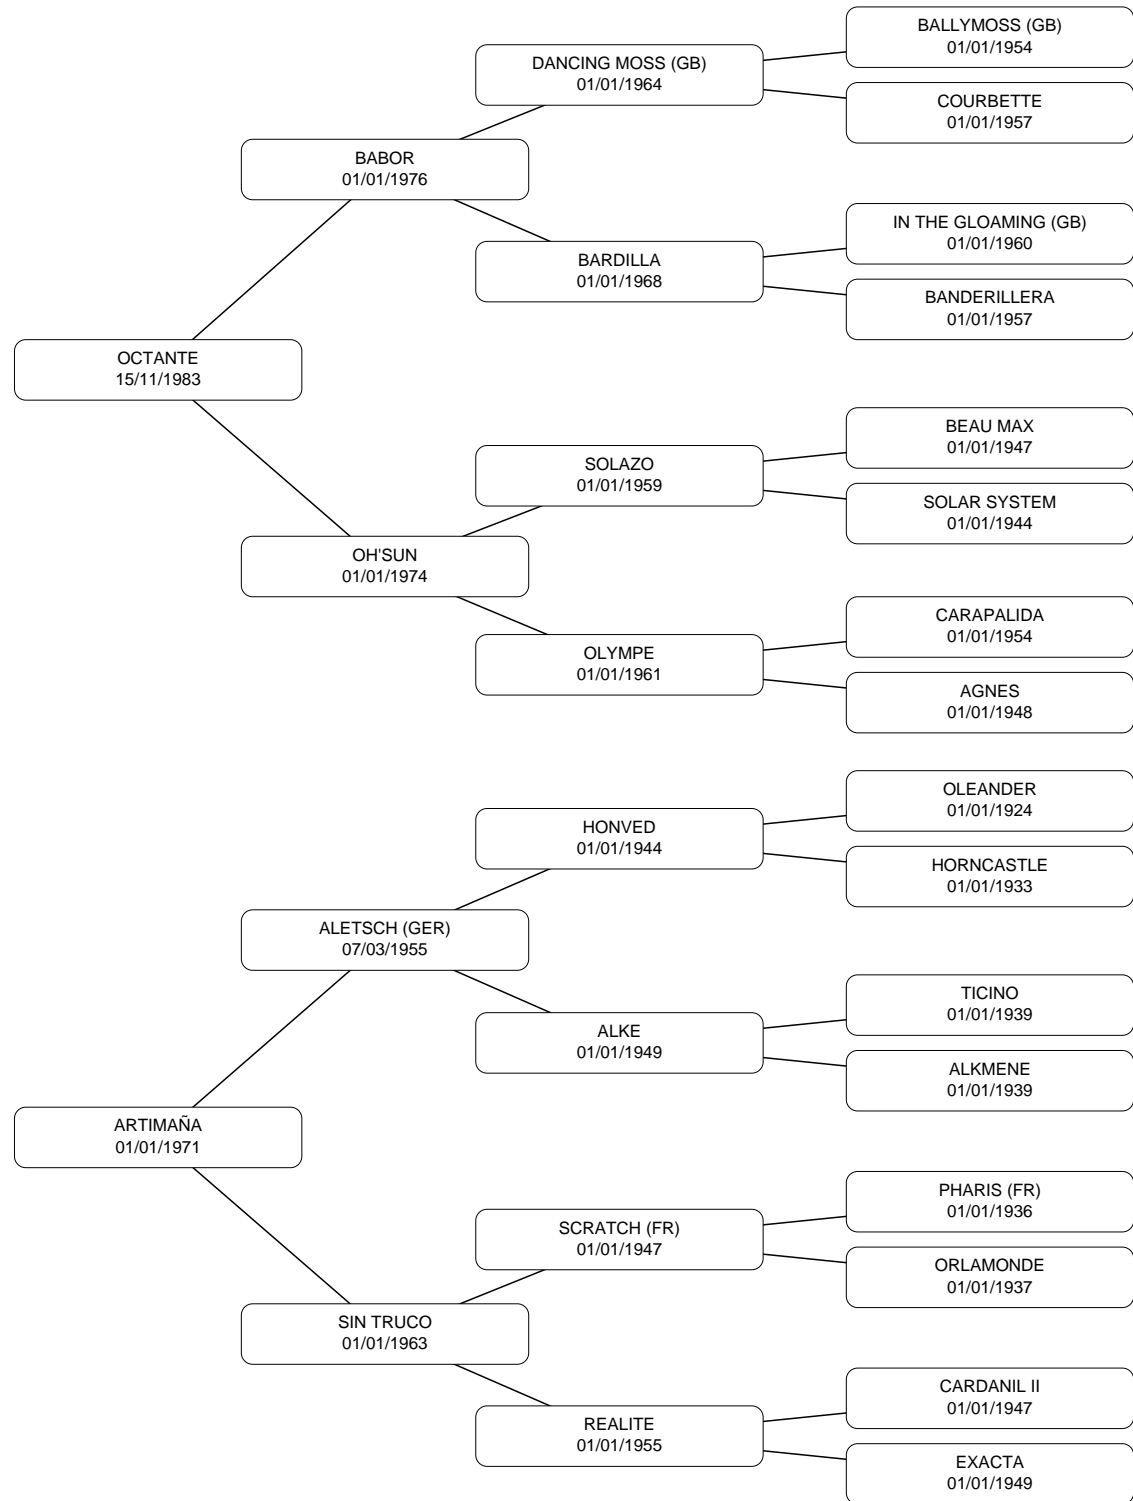 BALLYMOSS (GB)
01/01/1954
DANCING MOSS (GB)
01/01/1964
COURBETTE
01/01/1957
BABOR
01/01/1976
IN THE GLOAMING (GB)
01/01/1960
BARDILLA
01/01/1968
BANDERILLERA
01/01/1957
OCTANTE
15/11/1983
BEAU MAX
01/01/1947
SOLAZO
01/01/1959
SOLAR SYSTEM
01/01/1944
OH'SUN
01/01/1974
CARAPALIDA
01/01/1954
OLYMPE
01/01/1961
AGNES
01/01/1948
OLEANDER
01/01/1924
HONVED
01/01/1944
HORNCASTLE
01/01/1933
ALETSCH (GER)
07/03/1955
TICINO
01/01/1939
ALKE
01/01/1949
ALKMENE
01/01/1939
ARTIMAÑA
01/01/1971
PHARIS (FR)
01/01/1936
SCRATCH (FR)
01/01/1947
ORLAMONDE
01/01/1937
SIN TRUCO
01/01/1963
CARDANIL II
01/01/1947
REALITE
01/01/1955
EXACTA
01/01/1949